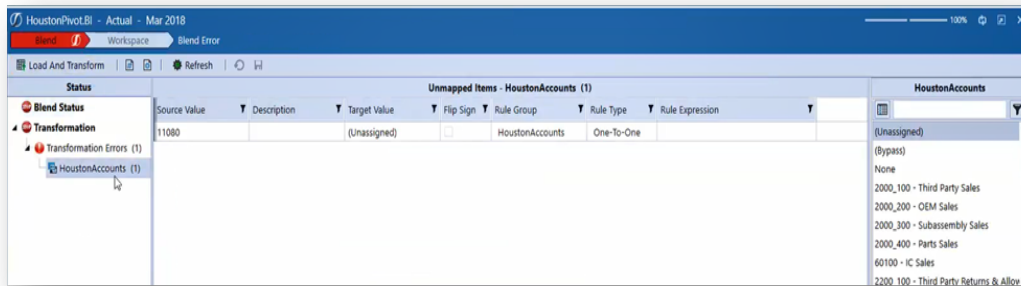 HoustonPivot.BI - Actual - Mar 2018
100%
Blend
Workspace
Blend Error
Load And Transform
Refresh
Status
Unmapped Items - HoustonAccounts (1)
HoustonAccounts
Blend Status
Source Value Description Target Value Flip Sign Rule Group Rule Type Rule Expression
Transformation
11080 (Unassigned) HoustonAccounts One-To-One
Transformation Errors (1)
HoustonAccounts (1)
(Unassigned)
(Bypass)
None
2000_100 - Third Party Sales
2000_200 - OEM Sales
2000_300 - Subassembly Sales
2000_400 - Parts Sales
60100 - IC Sales
2200_100 - Third Party Returns & Allow